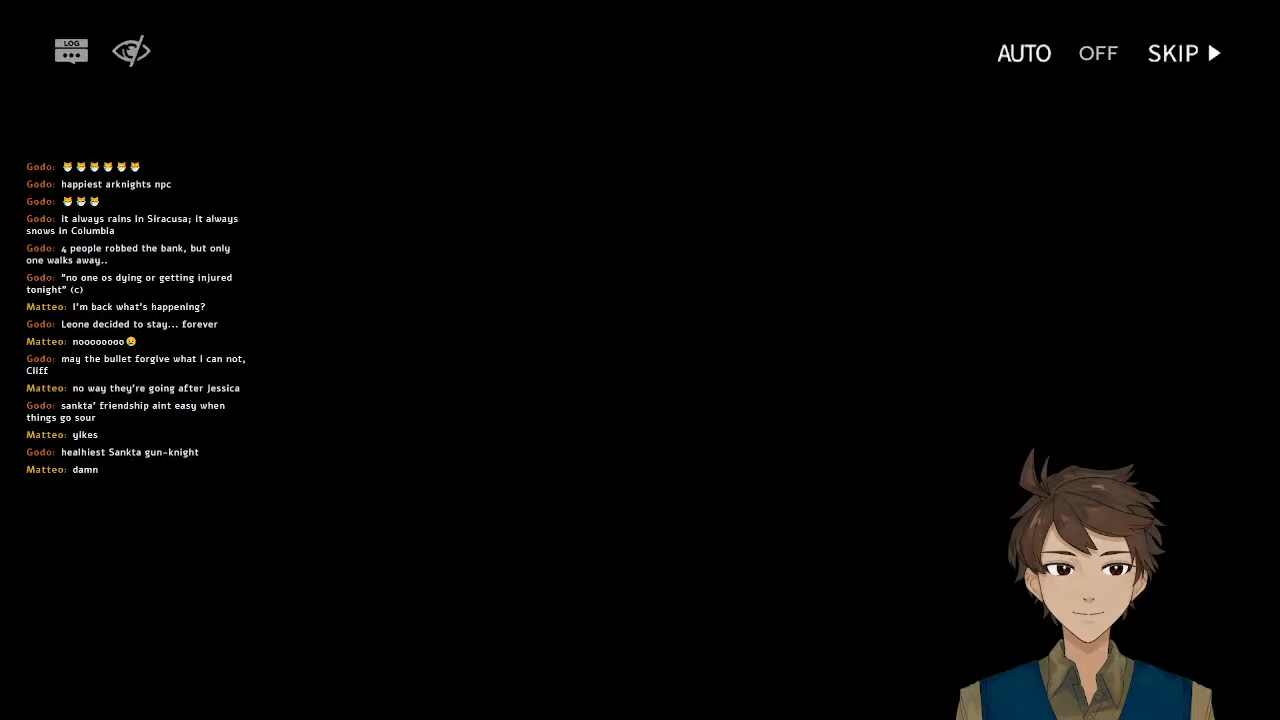 LOG
AUTO OFF SKIP
Godo: 😹😹😹😹😹😹
Godo: happiest arknights npc
Godo: 😹😹😹
Godo: It always rains in Siracusa; it always
snows in Columbia
Godo: 4 people robbed the bank, but only
one walks away..
Godo: "no one os dying or getting injured
tonight" (c)
Matteo: I'm back what's happening?
Godo: Leone decided to stay... forever
Matteo: noooooooo😢
Godo: may the bullet forgive what I can not,
Cliff
Matteo: no way they're going after Jessica
Godo: sankta' friendship aint easy when
things go sour
Matteo: yikes
Godo: healhiest Sankta gun-knight
Matteo: damn